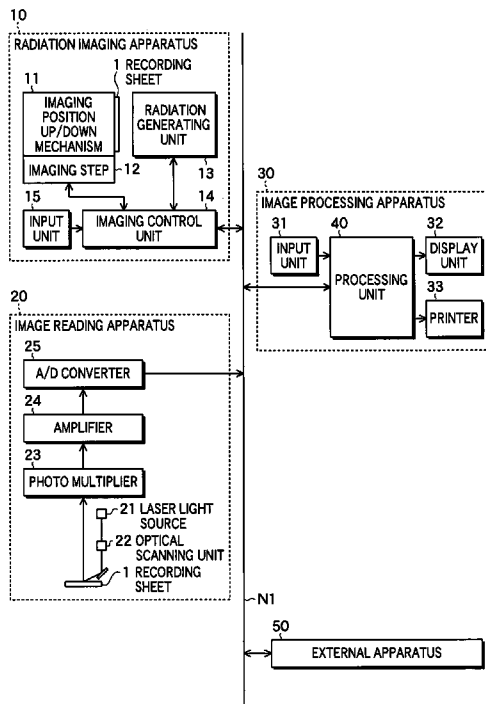 10
RADIATION IMAGING APPARATUS
11
1 RECORDING
SHEET
IMAGING
POSITION
UP/DOWN
MECHANISM
RADIATION
GENERATING
UNIT
IMAGING STEP
12
13
15
14
INPUT
UNIT
IMAGING CONTROL
UNIT
30
IMAGE PROCESSING APPARATUS
31
40
32
INPUT
UNIT
PROCESSING
UNIT
DISPLAY
UNIT
33
PRINTER
20
IMAGE READING APPARATUS
25
A/D CONVERTER
24
AMPLIFIER
23
PHOTO MULTIPLIER
21 LASER LIGHT
SOURCE
22 OPTICAL
SCANNING UNIT
1 RECORDING
SHEET
N1
50
EXTERNAL APPARATUS